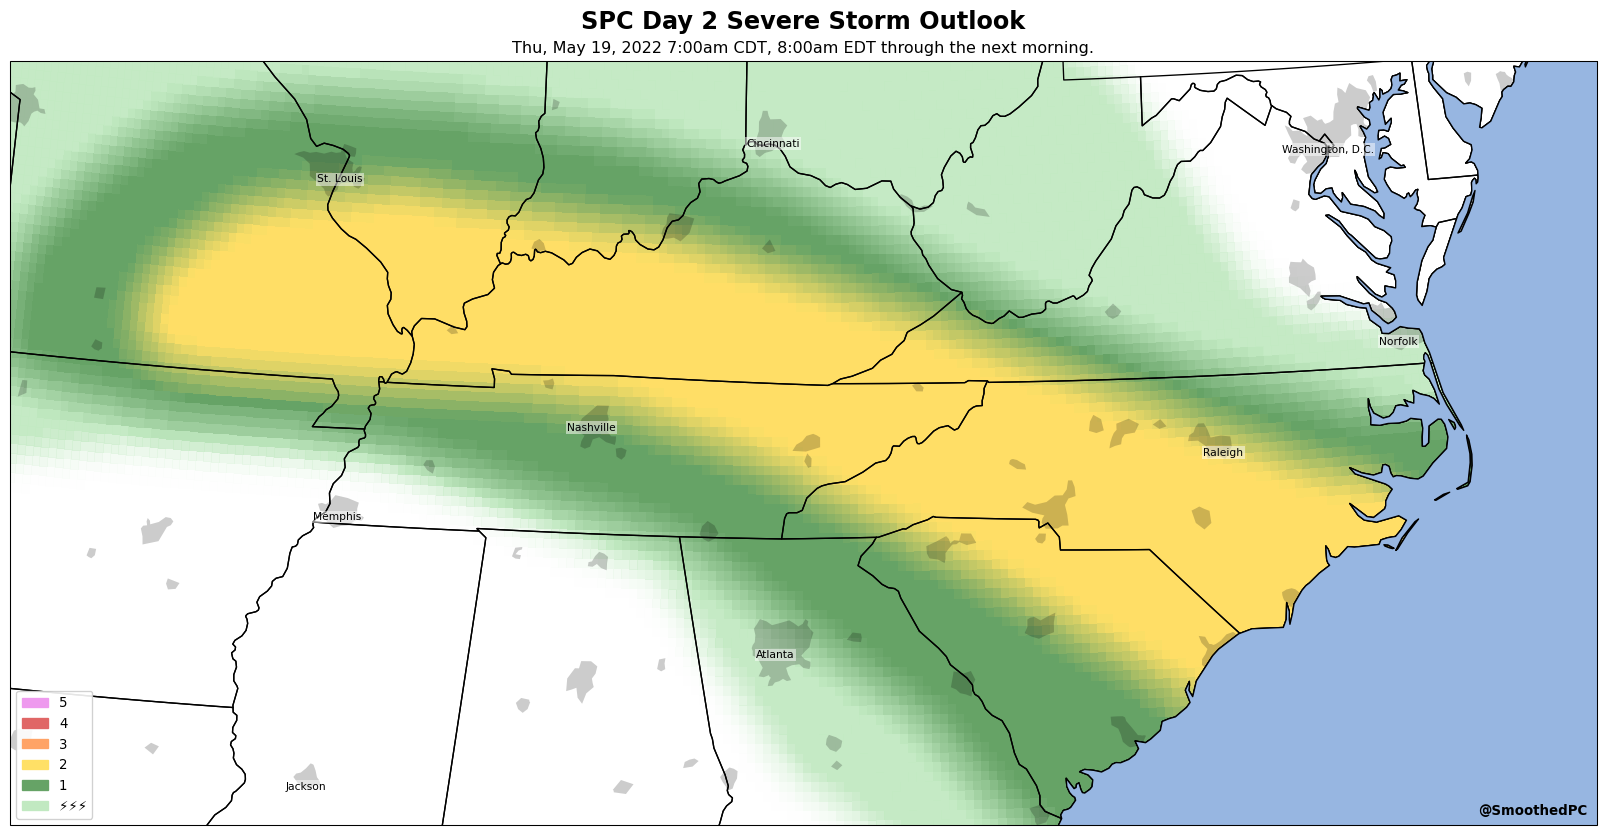 SPC Day 2 Severe Storm Outlook
Thu, May 19, 2022 7:00am CDT, 8:00am EDT through the next morning.
Cincinnati
Washington, D.C.
St. Louis
Norfolk
Nashville
Raleigh
Memphis
Atlanta
Jackson
5
4
3
2
1
⚡⚡⚡
@SmoothedPC